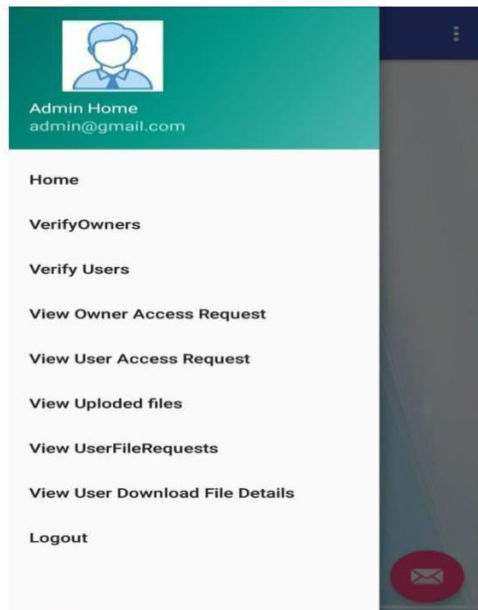 Admin Home
admin@gmail.com
Home
VerifyOwners
Verify Users
View Owner Access Request
View User Access Request
View Uploded files
View UserFileRequests
View User Download File Details
Logout